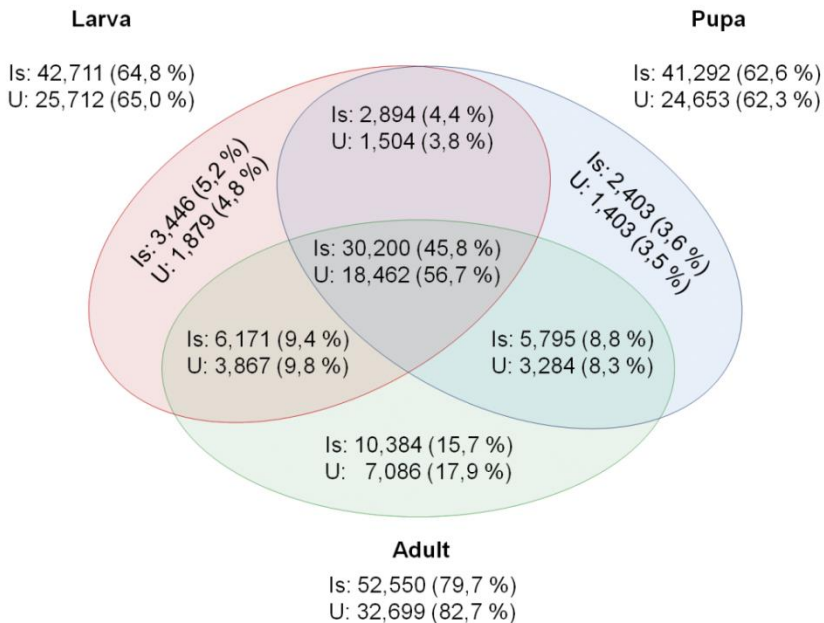 Larva
Is: 42,711 (64,8 %)
U: 25,712 (65,0 %)
Pupa
Is: 41,292 (62,6 %)
U: 24,653 (62,3 %)
Is: 2,894 (4,4 %)
U: 1,504 (3,8 %)
Is: 3,446 (5,2 %)
U: 1,879 (4,8 %)
Is: 2,403 (3,6 %)
U: 1,403 (3,5 %)
Is: 30,200 (45,8 %)
U: 18,462 (56,7 %)
Is: 6,171 (9,4 %)
U: 3,867 (9,8 %)
Is: 5,795 (8,8 %)
U: 3,284 (8,3 %)
Is: 10,384 (15,7 %)
U: 7,086 (17,9 %)
Adult
Is: 52,550 (79,7 %)
U: 32,699 (82,7 %)